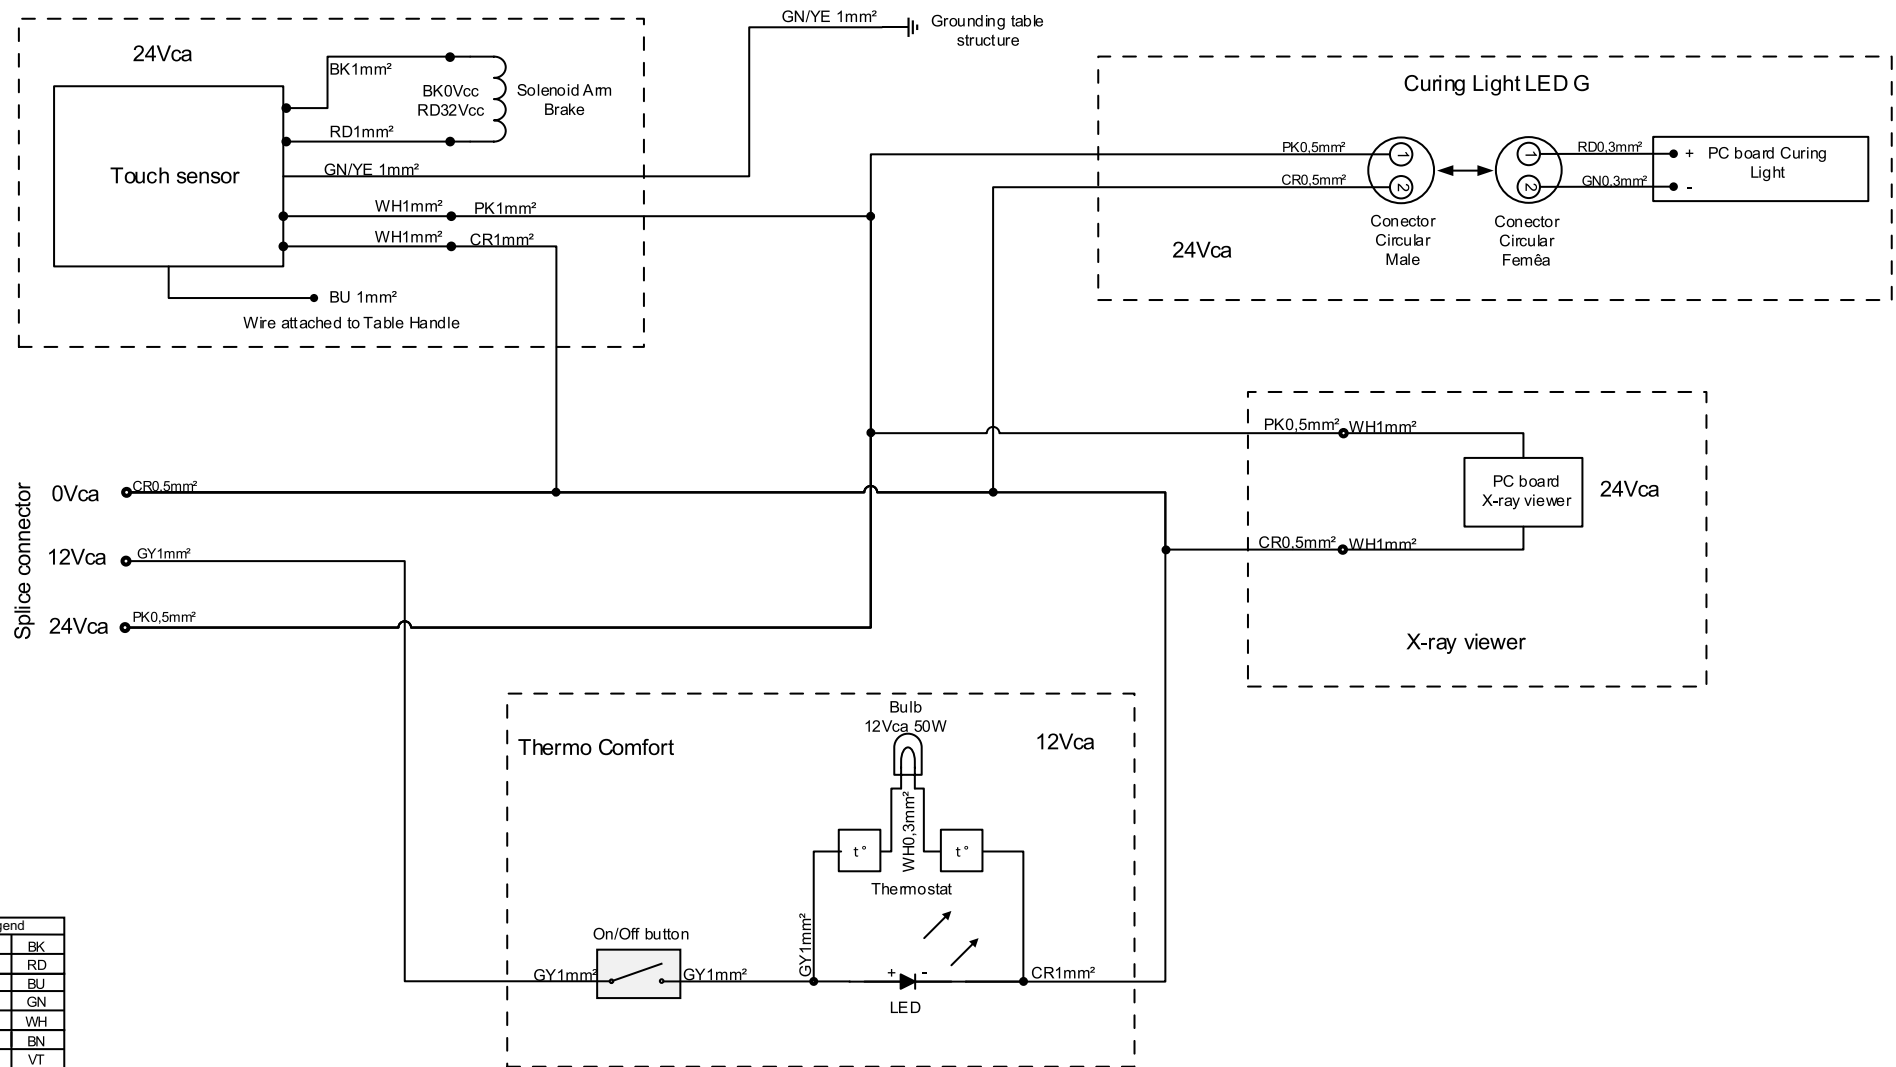 24Vca
BK1mm²
BK0Vcc
RD32Vcc
Solenoid Arm
Brake
RD1mm²
Touch sensor
GN/YE 1mm²
WH1mm²
PK1mm²
WH1mm²
CR1mm²
BU 1mm²
Wire attached to Table Handle
GN/YE 1mm²
Grounding table
structure
Curing Light LED G
PK0,5mm²
CR0,5mm²
1
2
1
2
RD0,3mm²
GN0,3mm²
+
-
PC board Curing
Light
Conector
Circular
Male
Conector
Circular
Femêa
24Vca
PK0,5mm²
WH1mm²
PC board
X-ray viewer
24Vca
CR0,5mm²
WH1mm²
X-ray viewer
Splice connector
0Vca
CR0,5mm²
12Vca
GY1mm²
24Vca
PK0,5mm²
Thermo Comfort
Bulb
12Vca 50W
12Vca
WH0,3mm²
t°
t°
Thermostat
On/Off button
GY1mm²
GY1mm²
GY1mm²
+
-
LED
CR1mm²
gend
BK
RD
BU
GN
WH
BN
VT